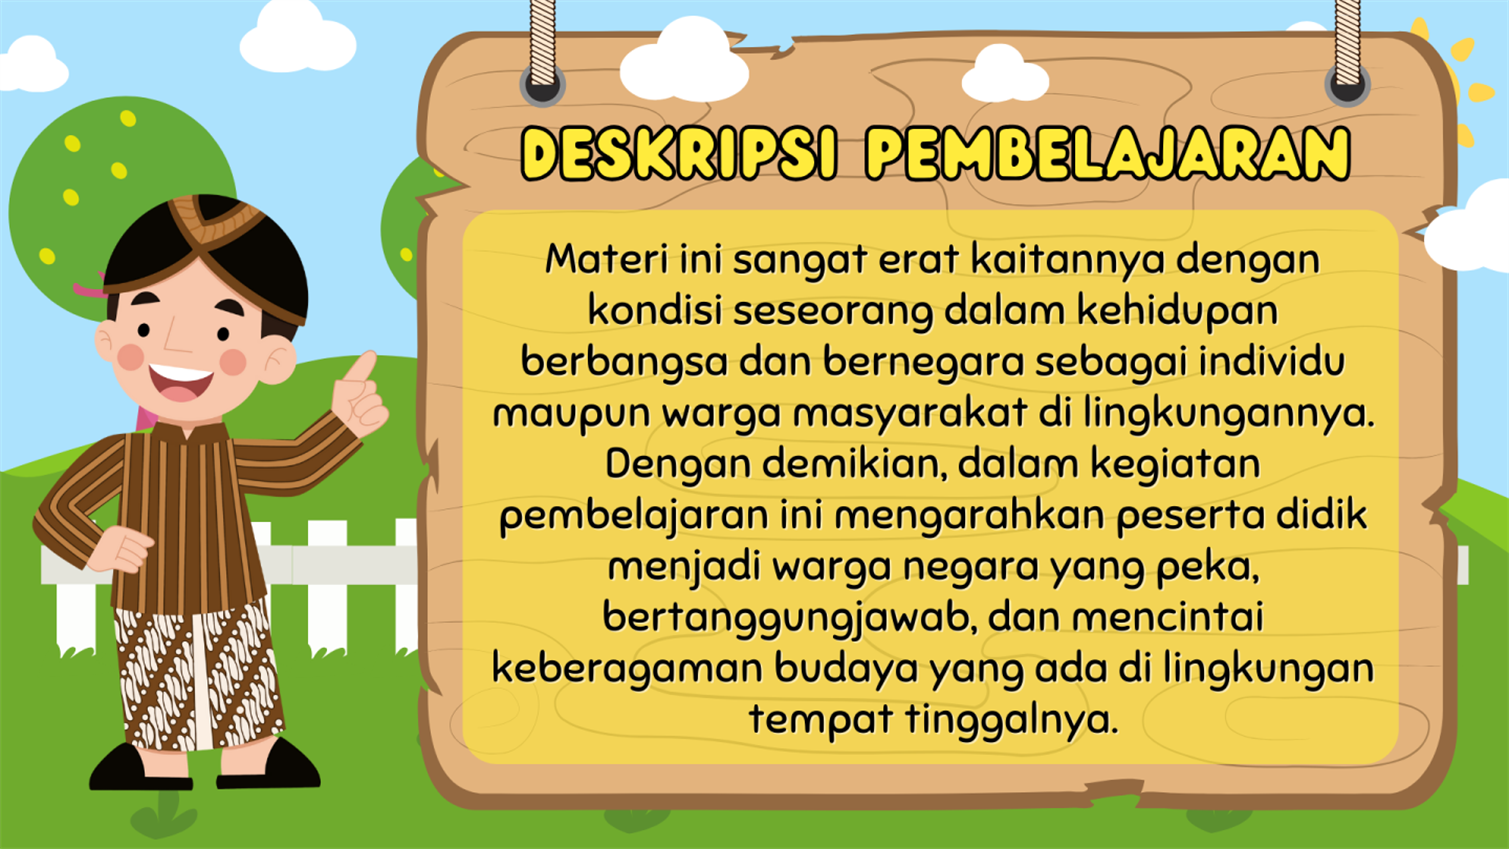 DESKRIPSI PEMBELAJARAN
Materi ini sangat erat kaitannya dengan
kondisi seseorang dalam kehidupan
berbangsa dan bernegara sebagai individu
maupun warga masyarakat di lingkungannya.
Dengan demikian, dalam kegiatan
pembelajaran ini mengarahkan peserta didik
menjadi warga negara yang peka,
bertanggungjawab, dan mencintai
keberagaman budaya yang ada di lingkungan
tempat tinggalnya.